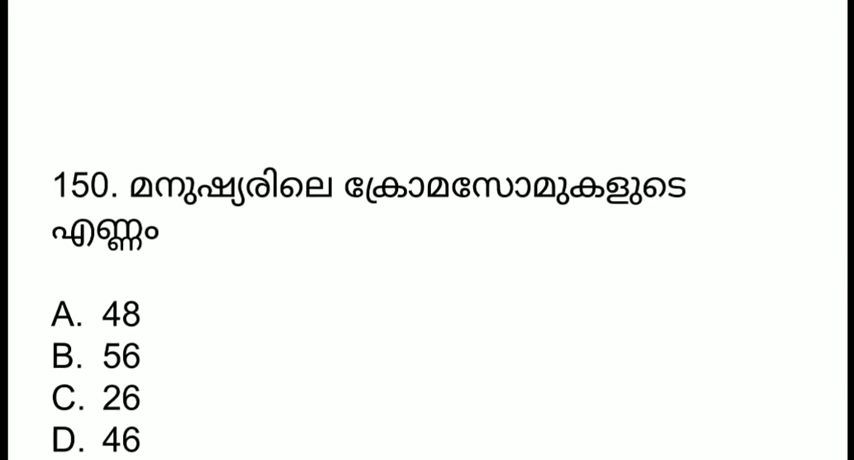 150. മനുഷ്യരിലെ ക്രോമസോമുകളുടെ
എണ്ണം
A. 48
B. 56
C. 26
D. 46